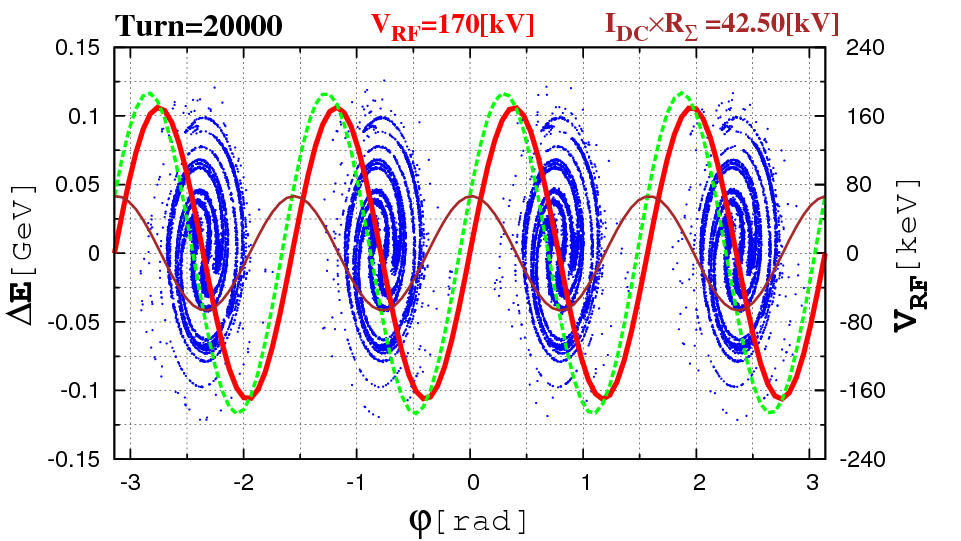 Turn=20000 V_RF=170[kV] I_DC×R_Σ =42.50[kV]
0.15 240
0.1 160
0.05 80
0 0
-0.05 -80
-0.1 -160
-0.15 -240
ΔE[GeV]
V_RF[keV]
-3 -2 -1 0 1 2 3
φ[rad]